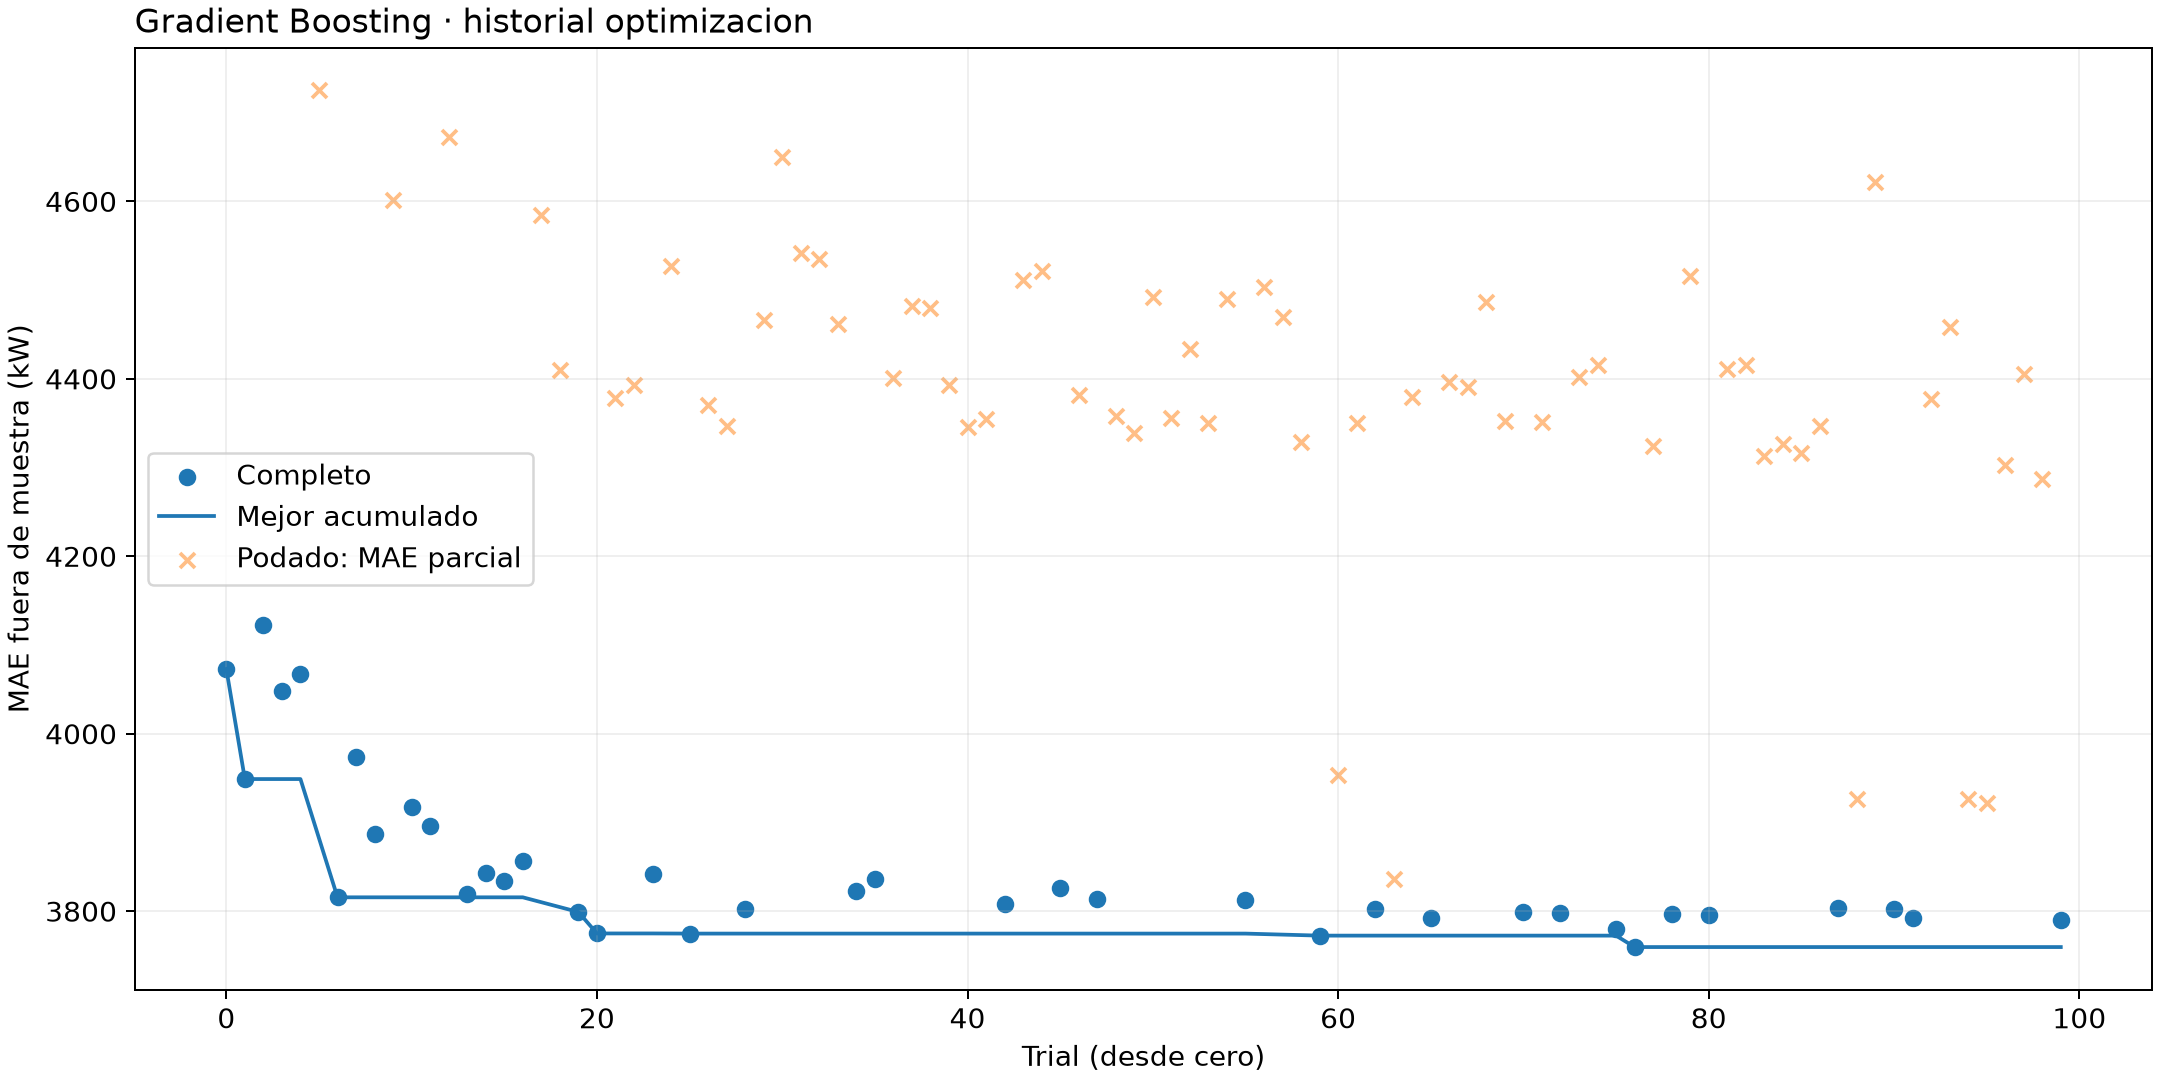 Gradient Boosting · historial optimizacion
MAE fuera de muestra (kW)
4600
4400
4200
4000
3800
Completo
Mejor acumulado
Podado: MAE parcial
0 20 40 60 80 100
Trial (desde cero)